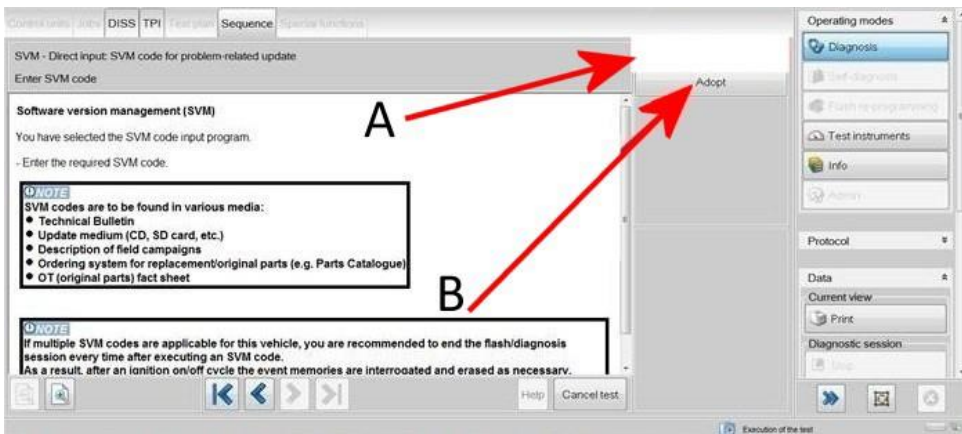 Control units Jobs DISS TPI Test plan Sequence Special functions
SVM - Direct input: SVM code for problem-related update
Enter SVM code
Adopt
A
Software version management (SVM)
You have selected the SVM code input program.
- Enter the required SVM code.
NOTE
SVM codes are to be found in various media:
● Technical Bulletin
● Update medium (CD, SD card, etc.)
● Description of field campaigns
● Ordering system for replacement/original parts (e.g. Parts Catalogue)
● OT (original parts) fact sheet
B
NOTE
If multiple SVM codes are applicable for this vehicle, you are recommended to end the flash/diagnosis
session every time after executing an SVM code.
As a result, after an ignition on/off cycle the event memories are interrogated and erased as necessary.
Help Cancel test
Operating modes
Diagnosis
Self-diagnosis
Flash re-programming
Test instruments
Info
Admin
Protocol
Data
Current view
Print
Diagnostic session
Stop
Execution of the test